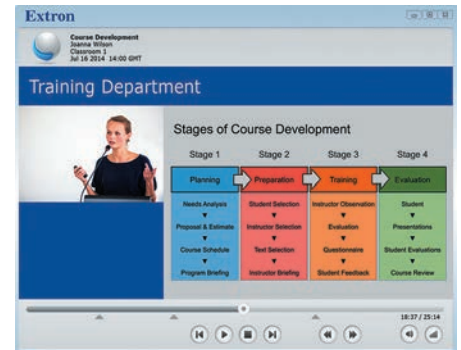 Extron
Course Development
Joanna Wilson
Classroom 1
Jul 16 2014 14:00 GMT
Training Department
Stages of Course Development
Stage 1 Stage 2 Stage 3 Stage 4
Planning Preparation Training Evaluation
Needs Analysis Student Selection Instructor Observation Student
Proposal & Estimate Instructor Selection Evaluation Presentations
Course Schedule Text Selection Questionnaire Student Evaluations
Program Briefing Instructor Briefing Student Feedback Course Review
18:37 / 25:14